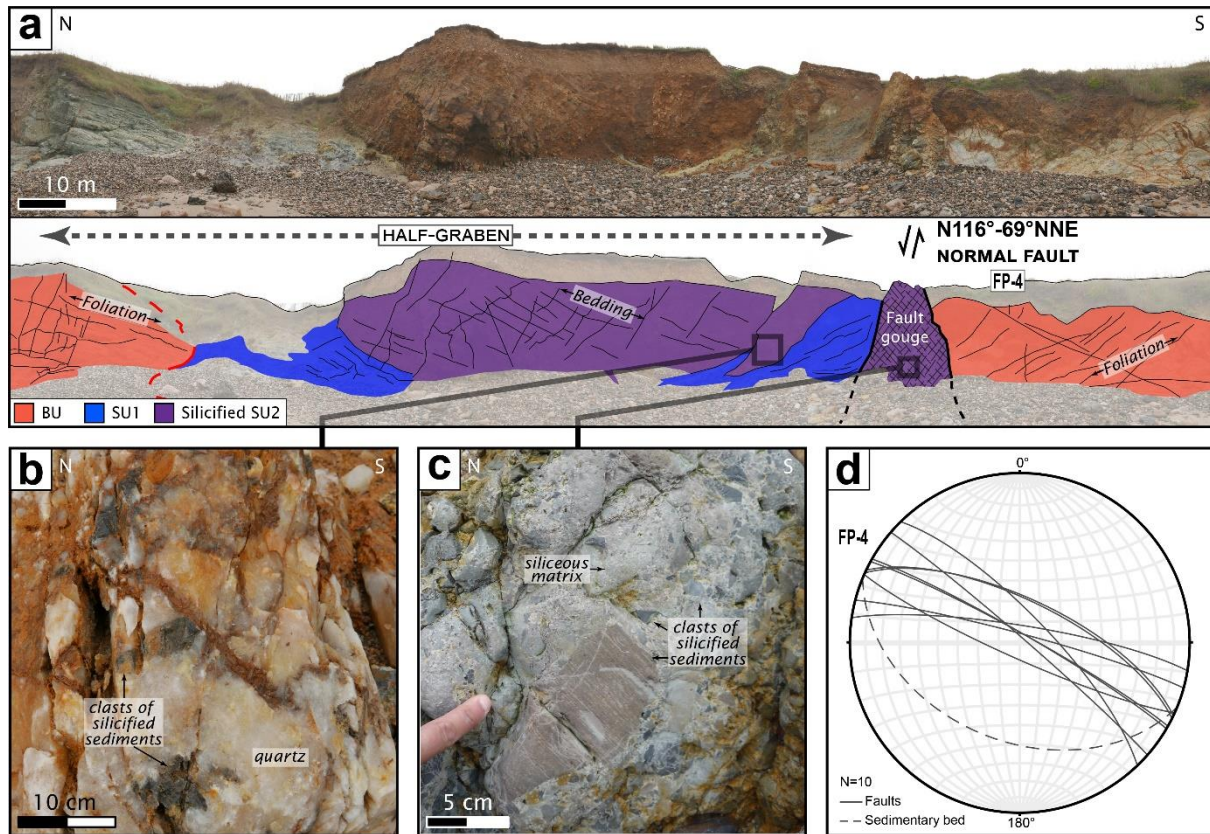 a
N
S
10 m
HALF-GRABEN
N116°-69°NNE
NORMAL FAULT
FP-4
Foliation
Bedding
Fault
gouge
Foliation
BU
SU1
Silicified SU2
b
N
S
clasts of
silicified
sediments
quartz
10 cm
c
N
S
siliceous
matrix
clasts of
silicified
sediments
5 cm
d
0°
FP-4
N=10
Faults
Sedimentary bed
180°